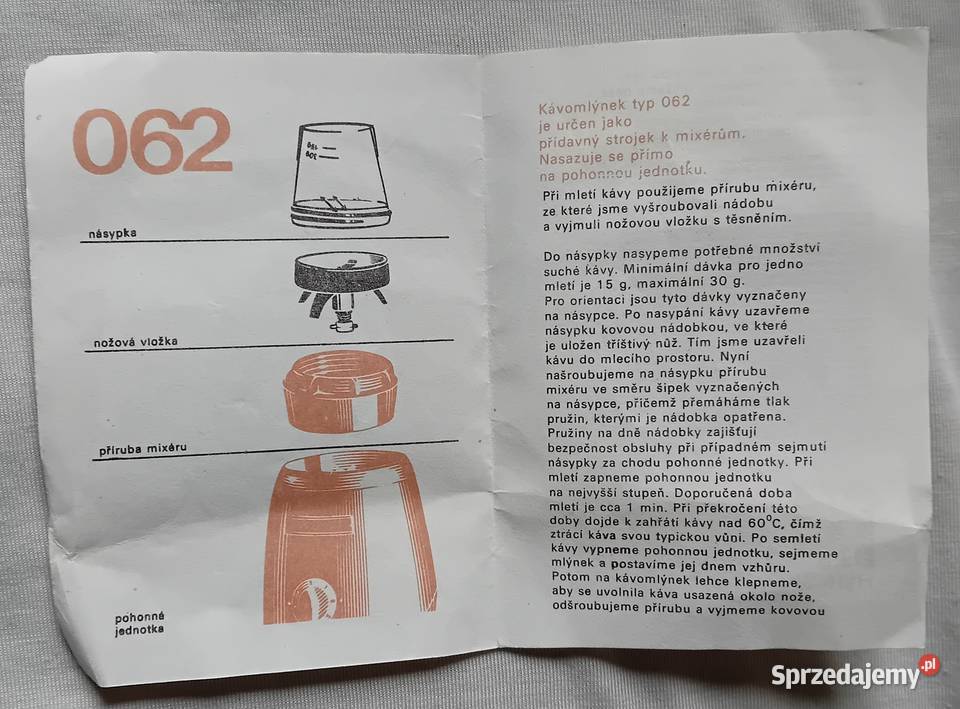 062
násypka
nožová vložka
příruba mixéru
pohonná
jednotka
Kávomlýnek typ 062
je určen jako
přídavný strojek k mixérům.
Nasazuje se přímo
na pohonnou jednotku.
Při mletí kávy použijeme přírubu mixéru,
ze které jsme vyšroubovali nádobu
a vyjmuli nožovou vložku s těsněním.
Do násypky nasypeme potřebné množství
suché kávy. Minimální dávka pro jedno
mletí je 15 g, maximální 30 g.
Pro orientaci jsou tyto dávky vyznačeny
na násypce. Po nasypání kávy uzavřeme
násypku kovovou nádobkou, ve které
je uložen tříštivý nůž. Tím jsme uzavřeli
kávu do mlecího prostoru. Nyní
našroubujeme na násypku přírubu
mixéru ve směru šipek vyznačených
na násypce, přičemž přemáháme tlak
pružin, kterými je nádobka opatřena.
Pružiny na dně nádobky zajišťují
bezpečnost obsluhy při případném sejmutí
násypky za chodu pohonné jednotky. Při
mletí zapneme pohonnou jednotku
na nejvyšší stupeň. Doporučená doba
mletí je cca 1 min. Při překročení této
doby dojde k zahřátí kávy nad 60°C, čímž
ztrácí káva svou typickou vůni. Po semletí
kávy vypneme pohonnou jednotku, sejmeme
mlýnek a postavíme jej dnem vzhůru.
Potom na kávomlýnek lehce klepneme,
aby se uvolnila káva usazená okolo nože,
odšroubujeme přírubu a vyjmeme kovovou
Sprzedajemy.pl